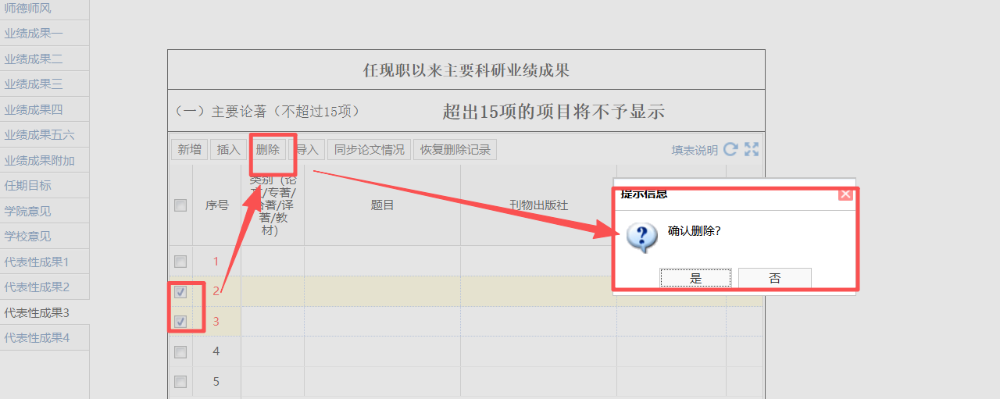 师德师风
业绩成果一
业绩成果二
业绩成果三
业绩成果四
业绩成果五六
业绩成果附加
任期目标
学院意见
学校意见
代表性成果1
代表性成果2
代表性成果3
代表性成果4
任现职以来主要科研业绩成果
（一）主要论著（不超过15项） 超出15项的项目将不予显示
新增 插入 删除 导入 同步论文情况 恢复删除记录 填表说明
序号
类别（论
/专著/
著/译
著/教
材）
题目
刊物出版社
1
2
3
4
5
提示信息
确认删除?
是 否